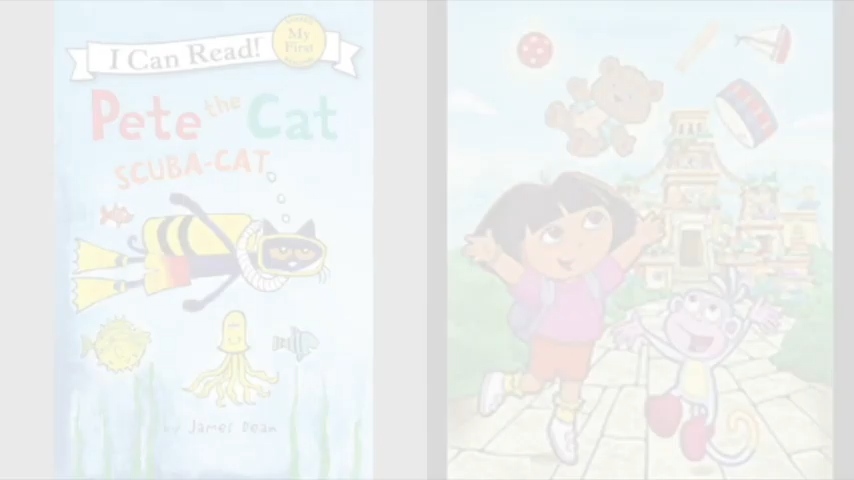 I Can Read!
My
First
Pete the Cat
SCUBA-CAT
by James Dean